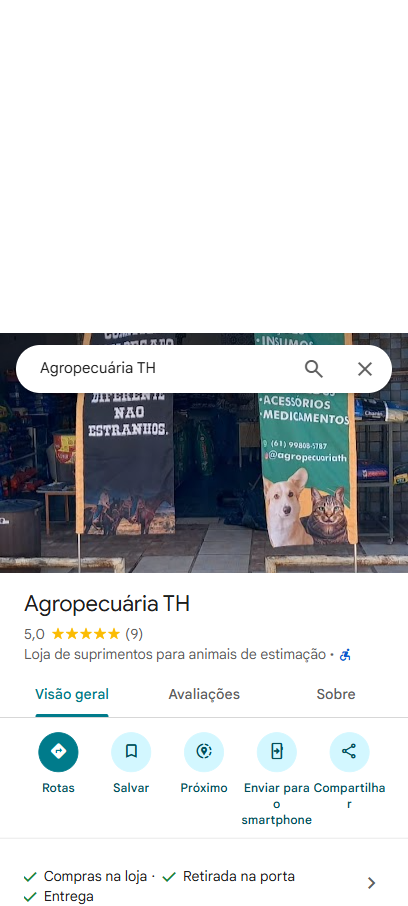 Agropecuária TH
DIFERENTE
NAO
ESTRANHOS.
•INSUMOS
•ACESSÓRIOS
•MEDICAMENTOS
(61) 99808-5787
@agropecuariath
Agropecuária TH
5,0 ★★★★★ (9)
Loja de suprimentos para animais de estimação ·
Visão geral Avaliações Sobre
Rotas Salvar Próximo Enviar para o smartphone Compartilhar
Compras na loja · Retirada na porta
Entrega